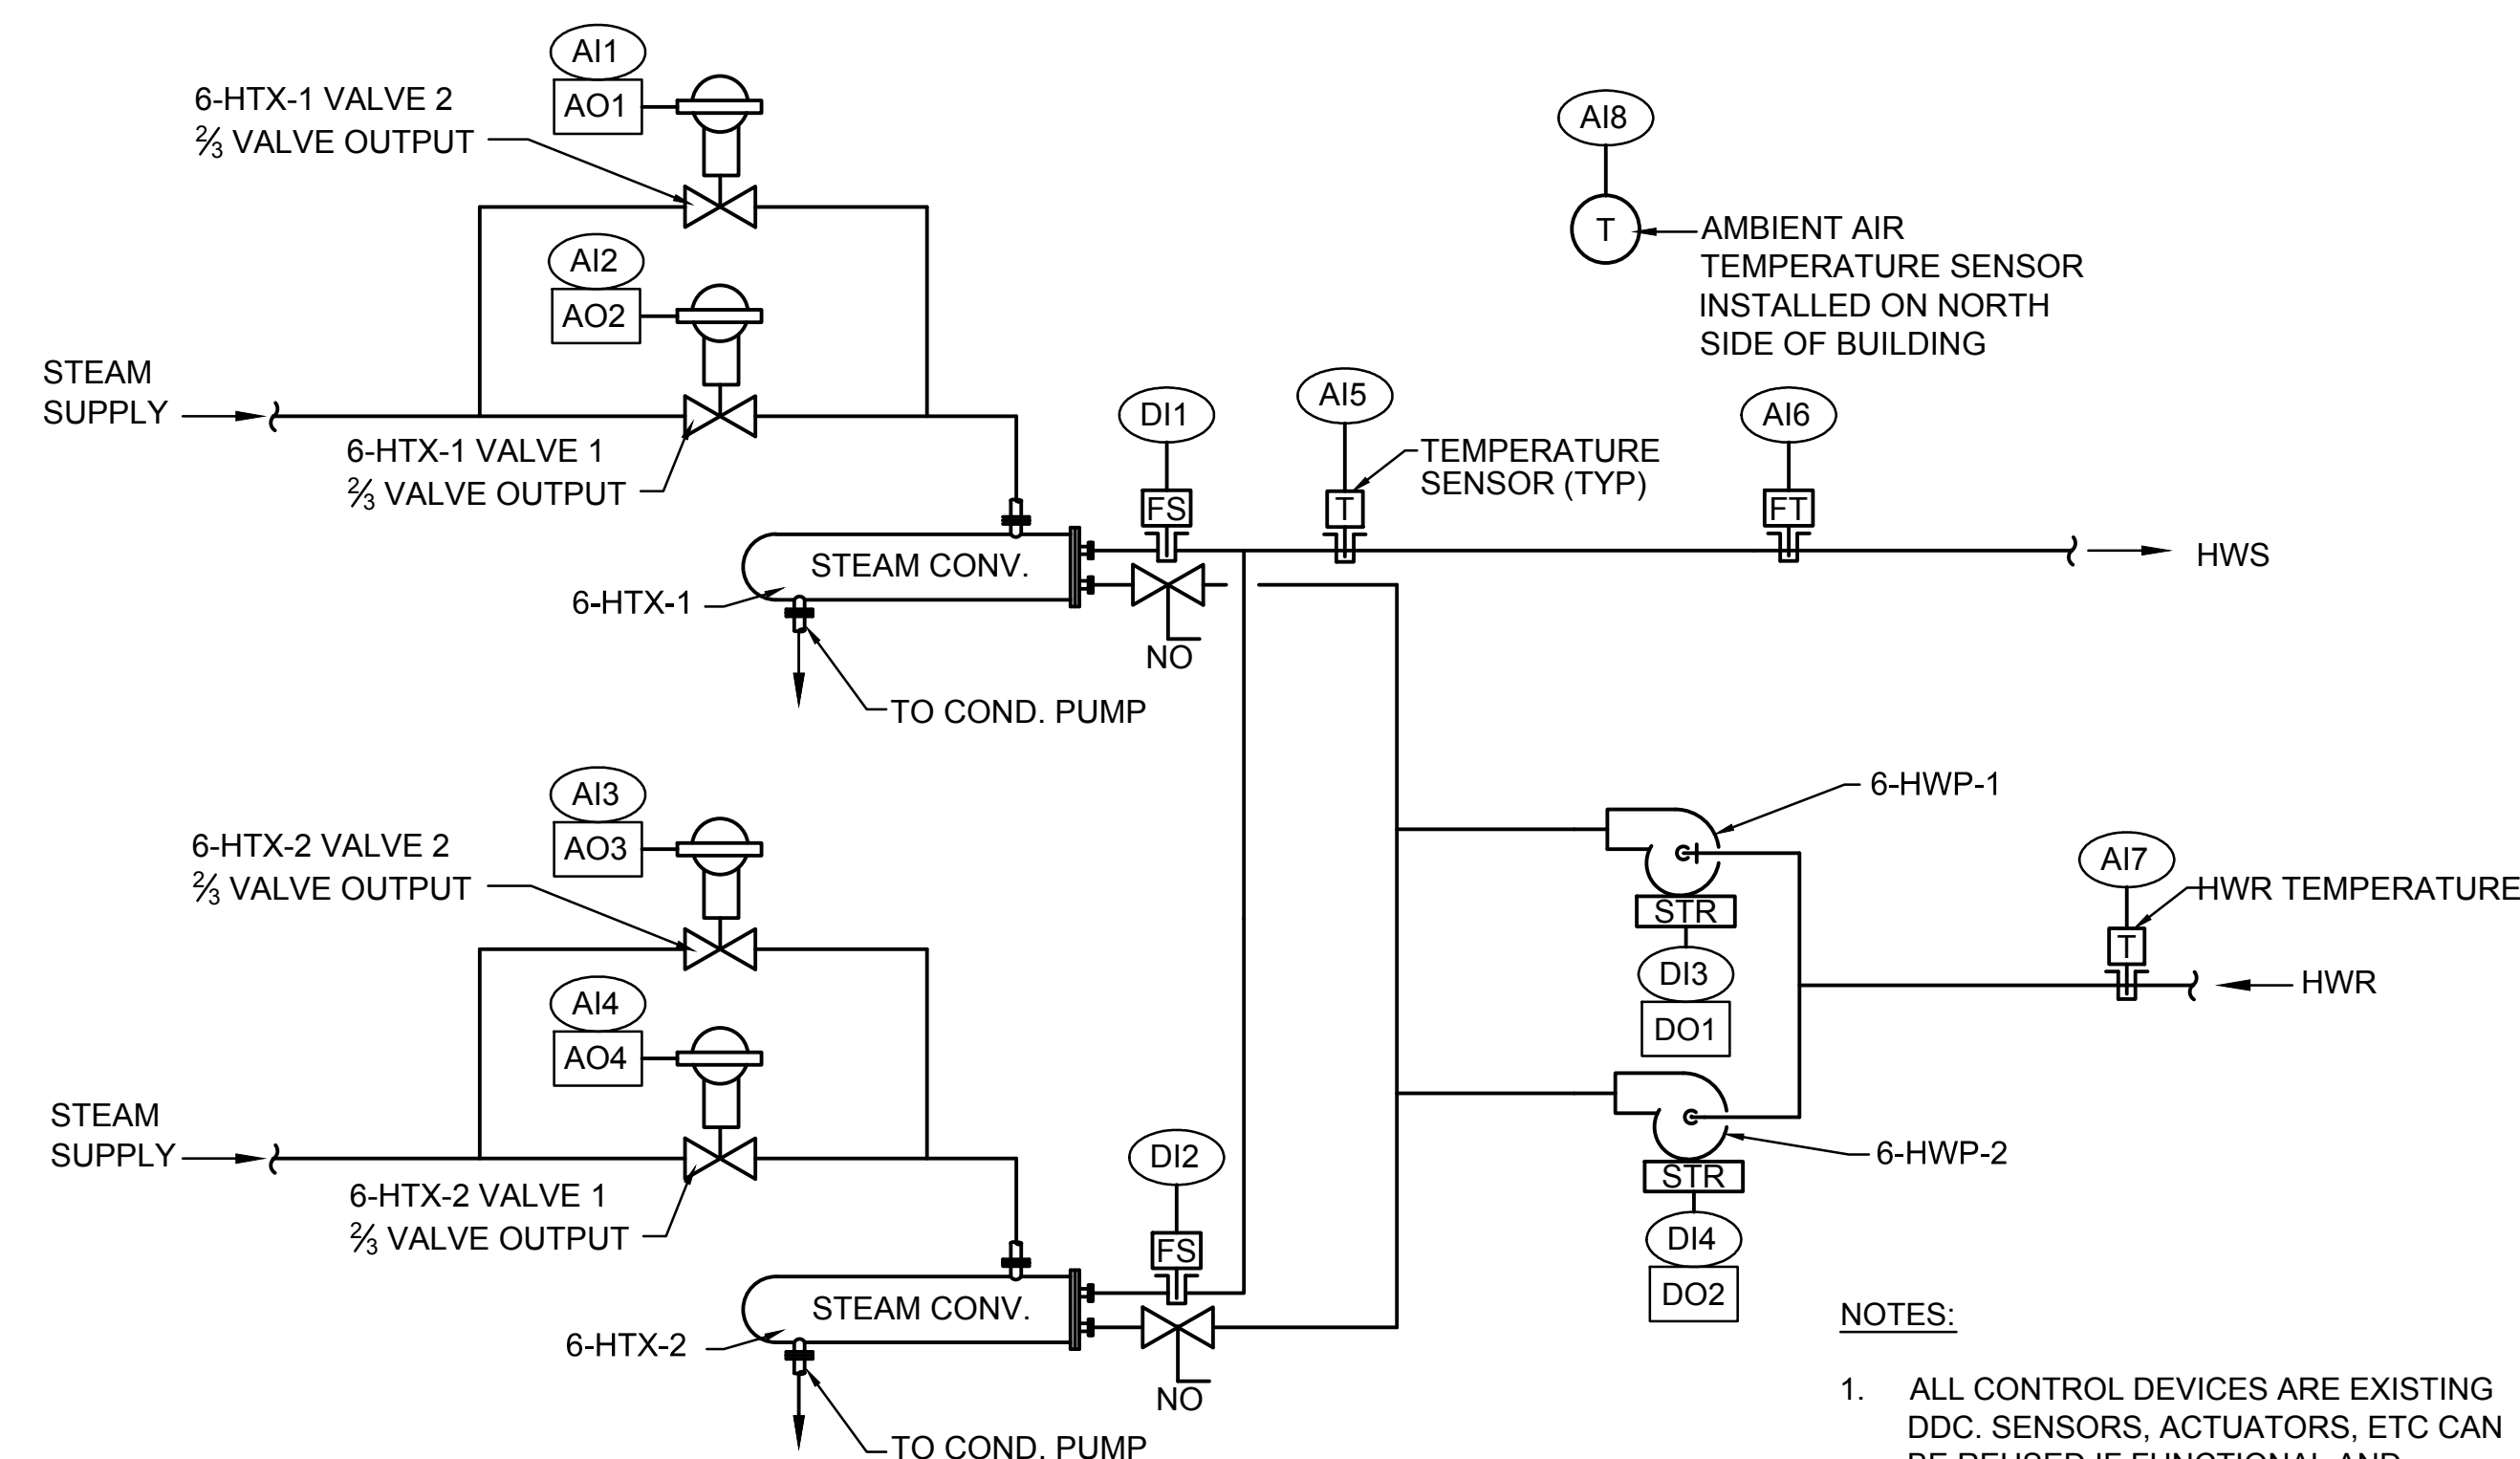 AI1
AO1
6-HTX-1 VALVE 2
⅔ VALVE OUTPUT
AI2
AO2
STEAM
SUPPLY
6-HTX-1 VALVE 1
⅔ VALVE OUTPUT
AI8
T
AMBIENT AIR
TEMPERATURE SENSOR
INSTALLED ON NORTH
SIDE OF BUILDING
DI1
FS
AI5
T
TEMPERATURE
SENSOR (TYP)
AI6
FT
HWS
STEAM CONV.
6-HTX-1
NO
TO COND. PUMP
AI3
AO3
6-HTX-2 VALVE 2
⅔ VALVE OUTPUT
AI4
AO4
STEAM
SUPPLY
6-HTX-2 VALVE 1
⅔ VALVE OUTPUT
6-HWP-1
STR
DI3
DO1
AI7
HWR TEMPERATURE
T
HWR
6-HWP-2
STR
DI4
DO2
DI2
FS
STEAM CONV.
6-HTX-2
NO
TO COND. PUMP
NOTES:
1. ALL CONTROL DEVICES ARE EXISTING
DDC. SENSORS, ACTUATORS, ETC CAN
BE REUSED IF FUNCTIONAL AND